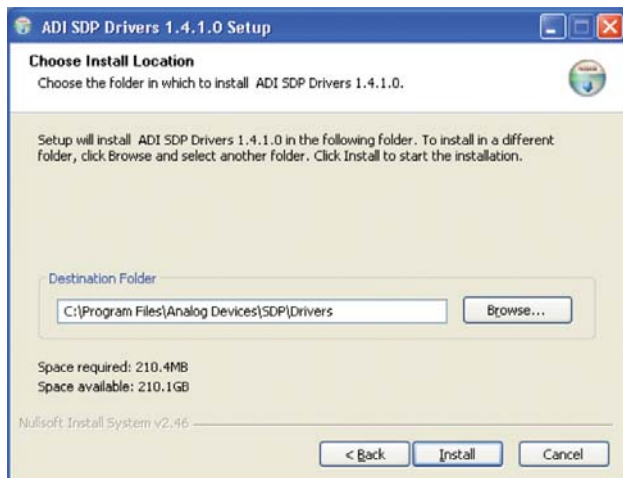 ADI SDP Drivers 1.4.1.0 Setup
Choose Install Location
Choose the folder in which to install ADI SDP Drivers 1.4.1.0.
Setup will install ADI SDP Drivers 1.4.1.0 in the following folder. To install in a different
folder, click Browse and select another folder. Click Install to start the installation.
Destination Folder
C:\Program Files\Analog Devices\SDP\Drivers
Browse...
Space required: 210.4MB
Space available: 210.1GB
Nullsoft Install System v2.46
< Back
Install
Cancel